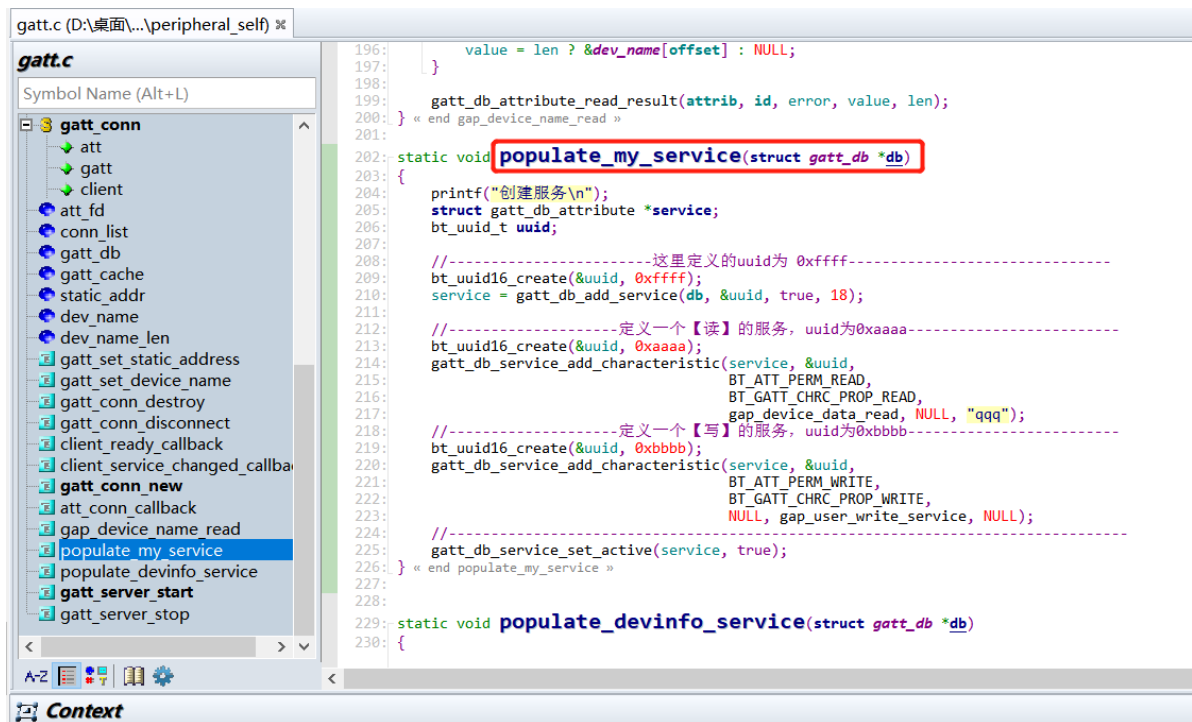 gatt.c (D:\桌面\...\peripheral_self)
gatt.c
Symbol Name (Alt+L)
gatt_conn
att
gatt
client
att_fd
conn_list
gatt_db
gatt_cache
static_addr
dev_name
dev_name_len
gatt_set_static_address
gatt_set_device_name
gatt_conn_destroy
gatt_conn_disconnect
client_ready_callback
client_service_changed_callba
gatt_conn_new
att_conn_callback
gap_device_name_read
populate_my_service
populate_devinfo_service
gatt_server_start
gatt_server_stop
A-Z
196: value = len ? &dev_name[offset] : NULL;
197: }
198:
199: gatt_db_attribute_read_result(attrib, id, error, value, len);
200: } « end gap_device_name_read »
201:
202: static void populate_my_service(struct gatt_db *db)
203: {
204: printf("创建服务\n");
205: struct gatt_db_attribute *service;
206: bt_uuid_t uuid;
207:
208: //------------------------这里定义的uuid为 0xffff-------------------------------
209: bt_uuid16_create(&uuid, 0xffff);
210: service = gatt_db_add_service(db, &uuid, true, 18);
211:
212: //--------------------定义一个【读】的服务，uuid为0xaaaa-------------------------
213: bt_uuid16_create(&uuid, 0xaaaa);
214: gatt_db_service_add_characteristic(service, &uuid,
215: BT_ATT_PERM_READ,
216: BT_GATT_CHRC_PROP_READ,
217: gap_device_data_read, NULL, "qqq");
218: //--------------------定义一个【写】的服务，uuid为0xbbbb-------------------------
219: bt_uuid16_create(&uuid, 0xbbbb);
220: gatt_db_service_add_characteristic(service, &uuid,
221: BT_ATT_PERM_WRITE,
222: BT_GATT_CHRC_PROP_WRITE,
223: NULL, gap_user_write_service, NULL);
224: //--------------------------------------------------------------------------------
225: gatt_db_service_set_active(service, true);
226: } « end populate_my_service »
227:
228:
229: static void populate_devinfo_service(struct gatt_db *db)
230: {
Context